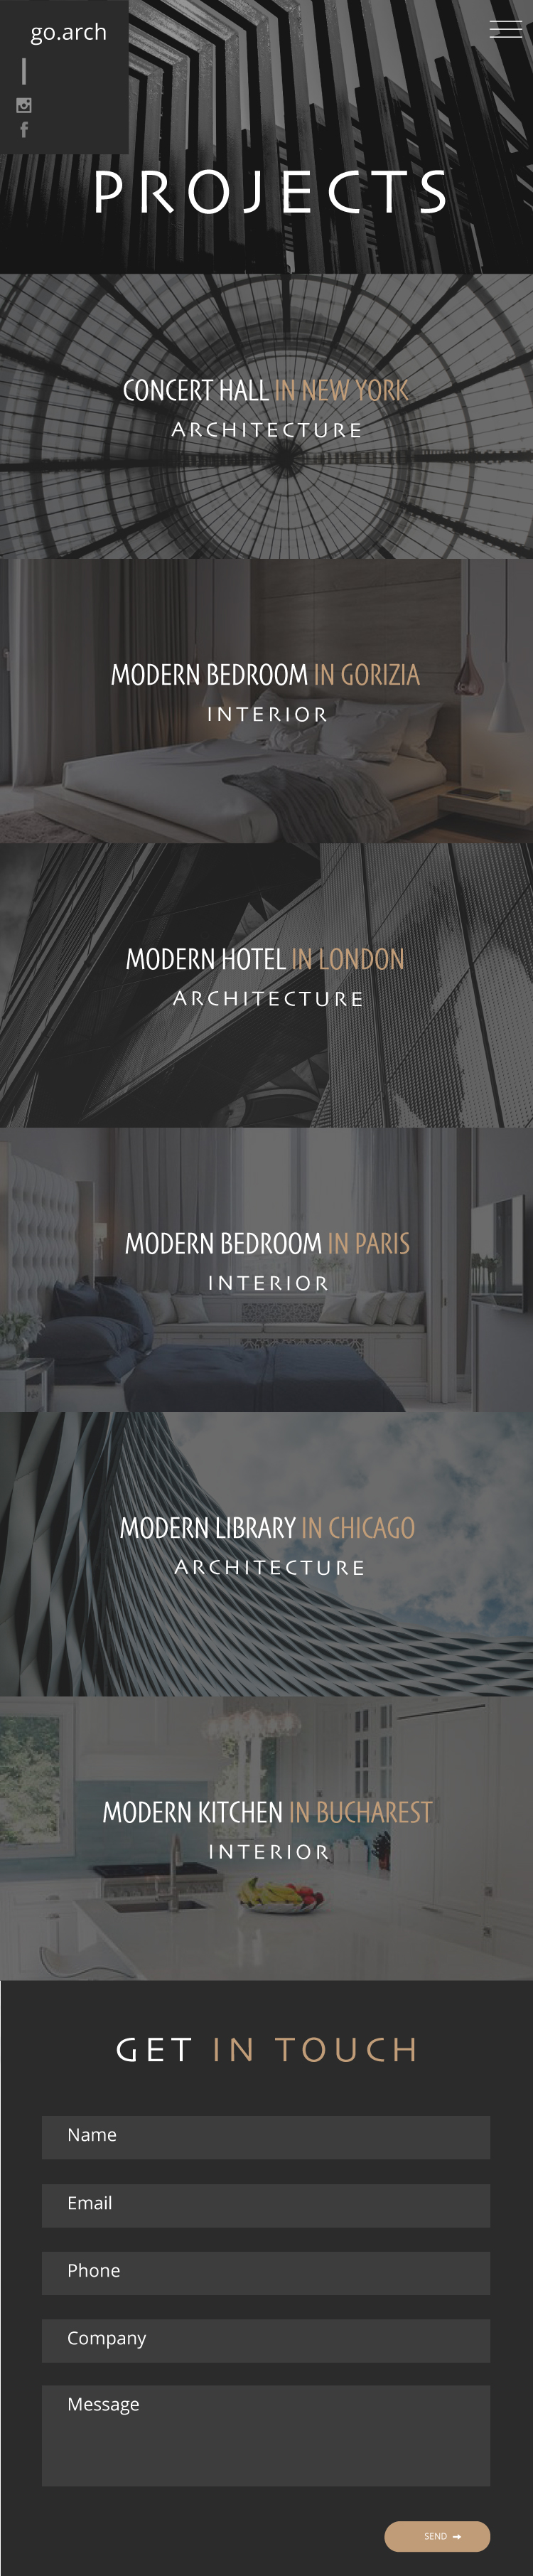 go.arch
PROJECTS
CONCERT HALL IN NEW YORK
ARCHITECTURE
MODERN BEDROOM IN GORIZIA
INTERIOR
MODERN HOTEL IN LONDON
ARCHITECTURE
MODERN BEDROOM IN PARIS
INTERIOR
MODERN LIBRARY IN CHICAGO
ARCHITECTURE
MODERN KITCHEN IN BUCHAREST
INTERIOR
GET IN TOUCH
Name
Email
Phone
Company
Message
SEND